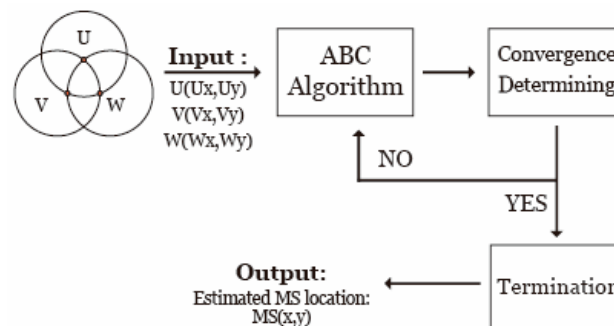 U
V
W
Input :
U(Ux,Uy)
V(Vx,Vy)
W(Wx,Wy)
ABC
Algorithm
Convergence
Determining
NO
YES
Termination
Output:
Estimated MS location:
MS(x,y)